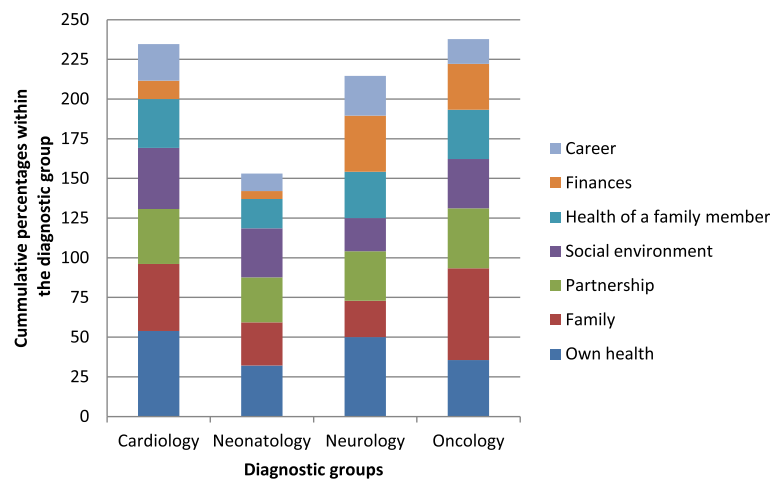 Cummulative percentages within
the diagnostic group
250
225
200
175
150
125
100
75
50
25
0
Cardiology Neonatology Neurology Oncology
Diagnostic groups
Career
Finances
Health of a family member
Social environment
Partnership
Family
Own health